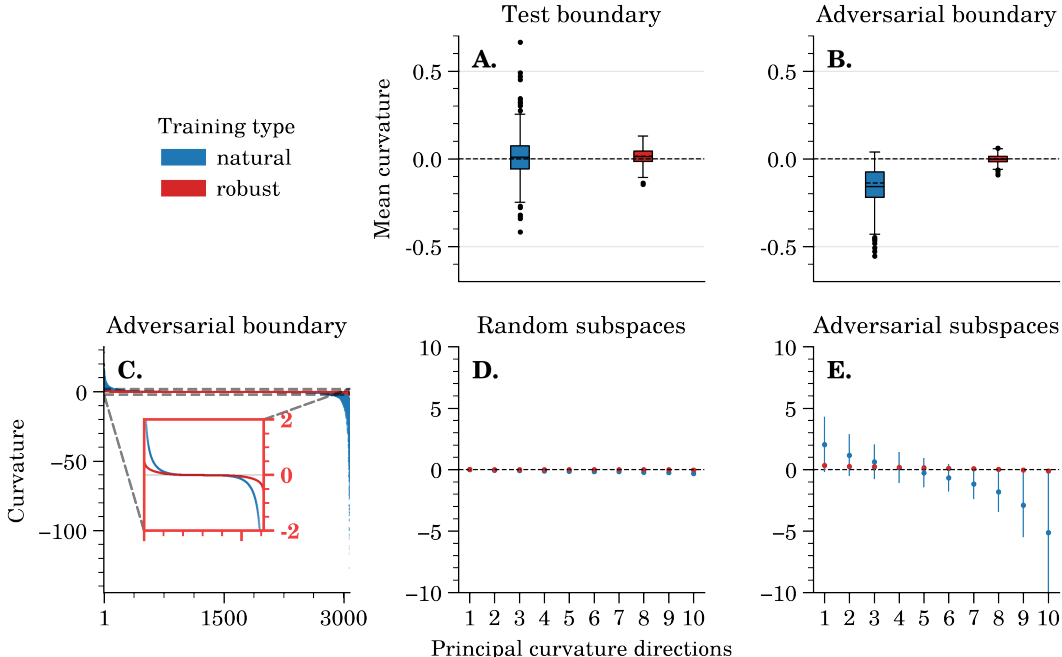 Test boundary
Adversarial boundary
A.
B.
0.5
0.0
-0.5
0.5
0.0
-0.5
Mean curvature
Training type
natural
robust
Adversarial boundary
Random subspaces
Adversarial subspaces
C.
D.
E.
0
−50
−100
2
0
-2
10
5
0
−5
−10
10
5
0
−5
−10
Curvature
1 1500 3000
1 2 3 4 5 6 7 8 9 10
1 2 3 4 5 6 7 8 9 10
Principal curvature directions